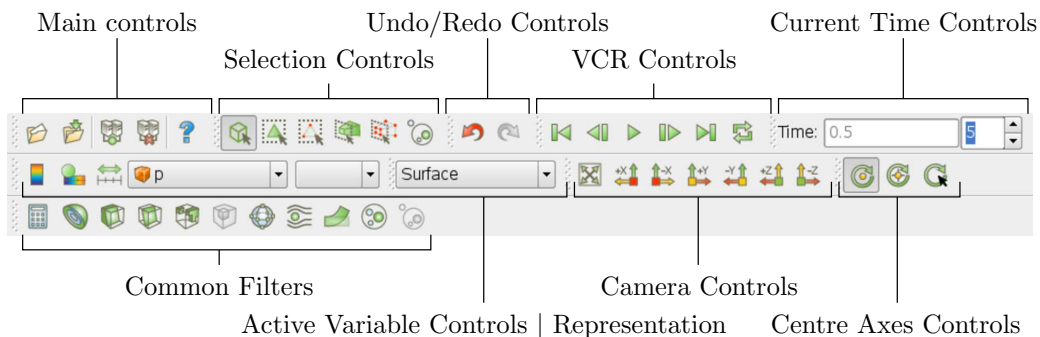 Main controls Undo/Redo Controls Current Time Controls
Selection Controls VCR Controls
? Time: 0.5 5
p Surface +X -X +Y -Y +Z -Z
Common Filters Camera Controls
Active Variable Controls | Representation Centre Axes Controls